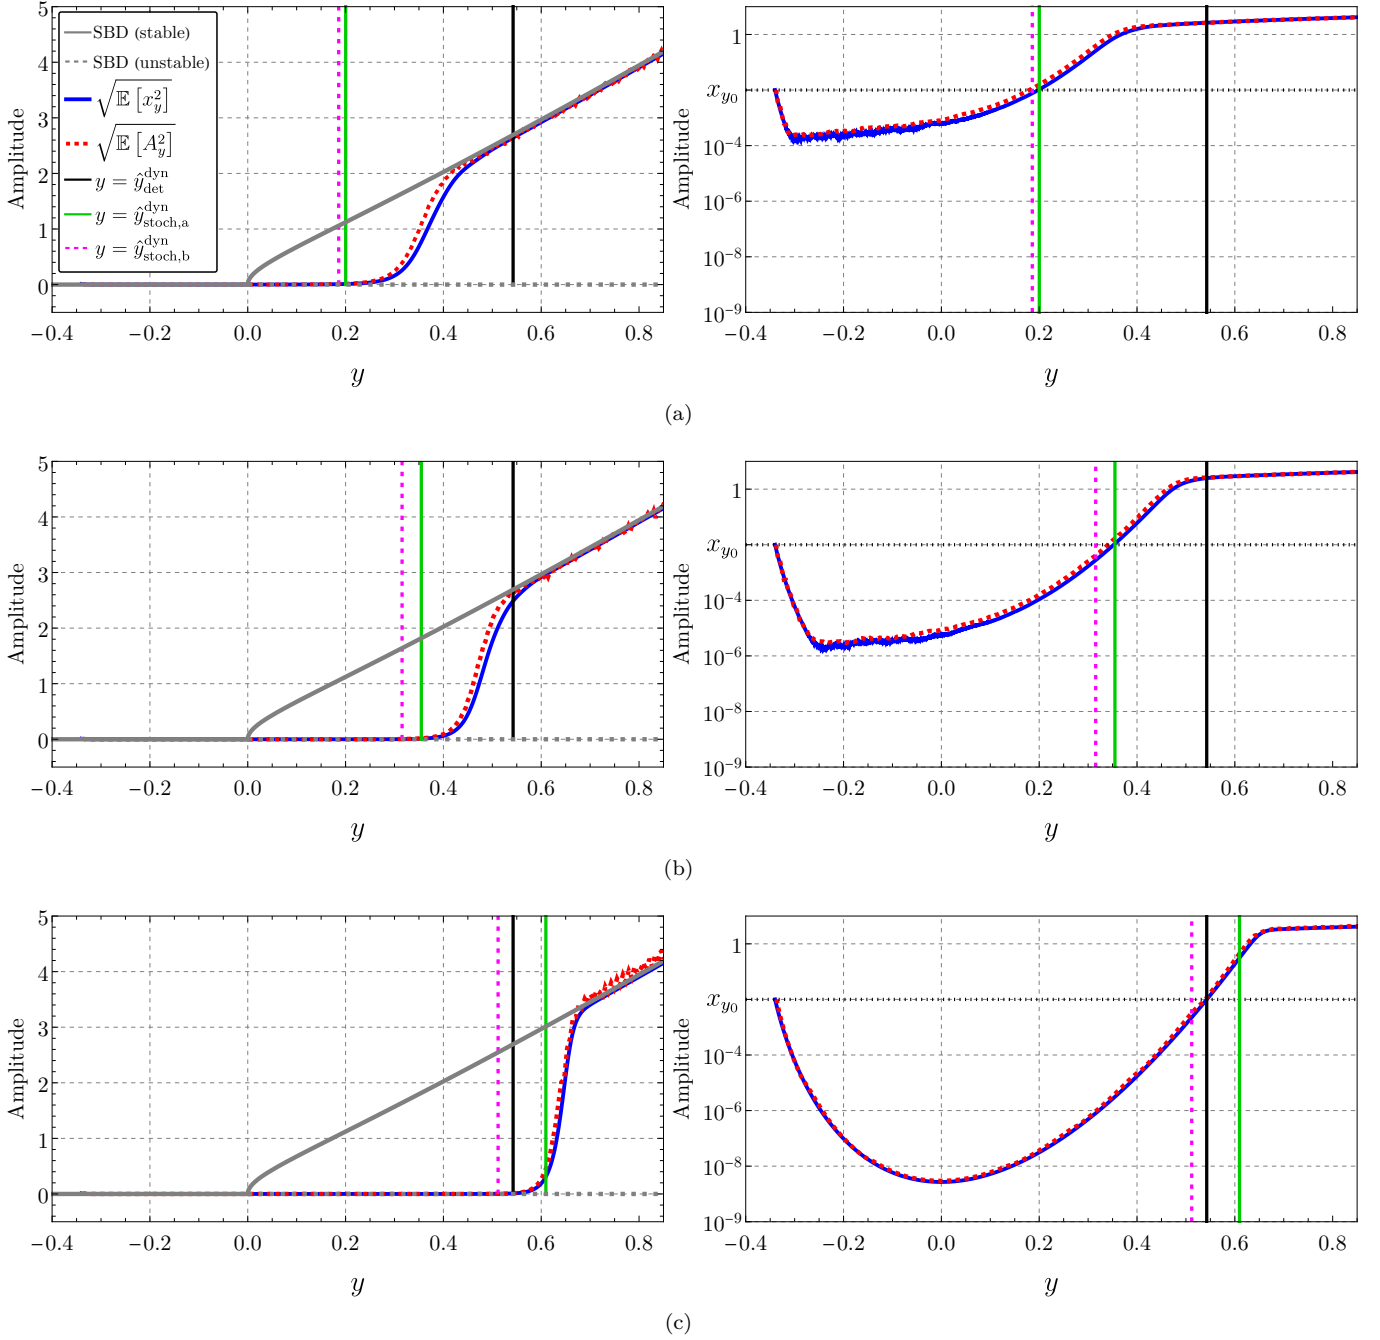 Amplitude
5
4
3
2
1
0
SBD (stable)
SBD (unstable)
√𝔼 [x_y^2]
√𝔼 [A_y^2]
y = ŷ_det^dyn
y = ŷ_stoch,a^dyn
y = ŷ_stoch,b^dyn
−0.4 −0.2 0.0 0.2 0.4 0.6 0.8
y
Amplitude
1
x_{y_0}
10^−4
10^−6
10^−8
10^−9
−0.4 −0.2 0.0 0.2 0.4 0.6 0.8
y
(a)
Amplitude
5
4
3
2
1
0
−0.4 −0.2 0.0 0.2 0.4 0.6 0.8
y
Amplitude
1
x_{y_0}
10^−4
10^−6
10^−8
10^−9
−0.4 −0.2 0.0 0.2 0.4 0.6 0.8
y
(b)
Amplitude
5
4
3
2
1
0
−0.4 −0.2 0.0 0.2 0.4 0.6 0.8
y
Amplitude
1
x_{y_0}
10^−4
10^−6
10^−8
10^−9
−0.4 −0.2 0.0 0.2 0.4 0.6 0.8
y
(c)